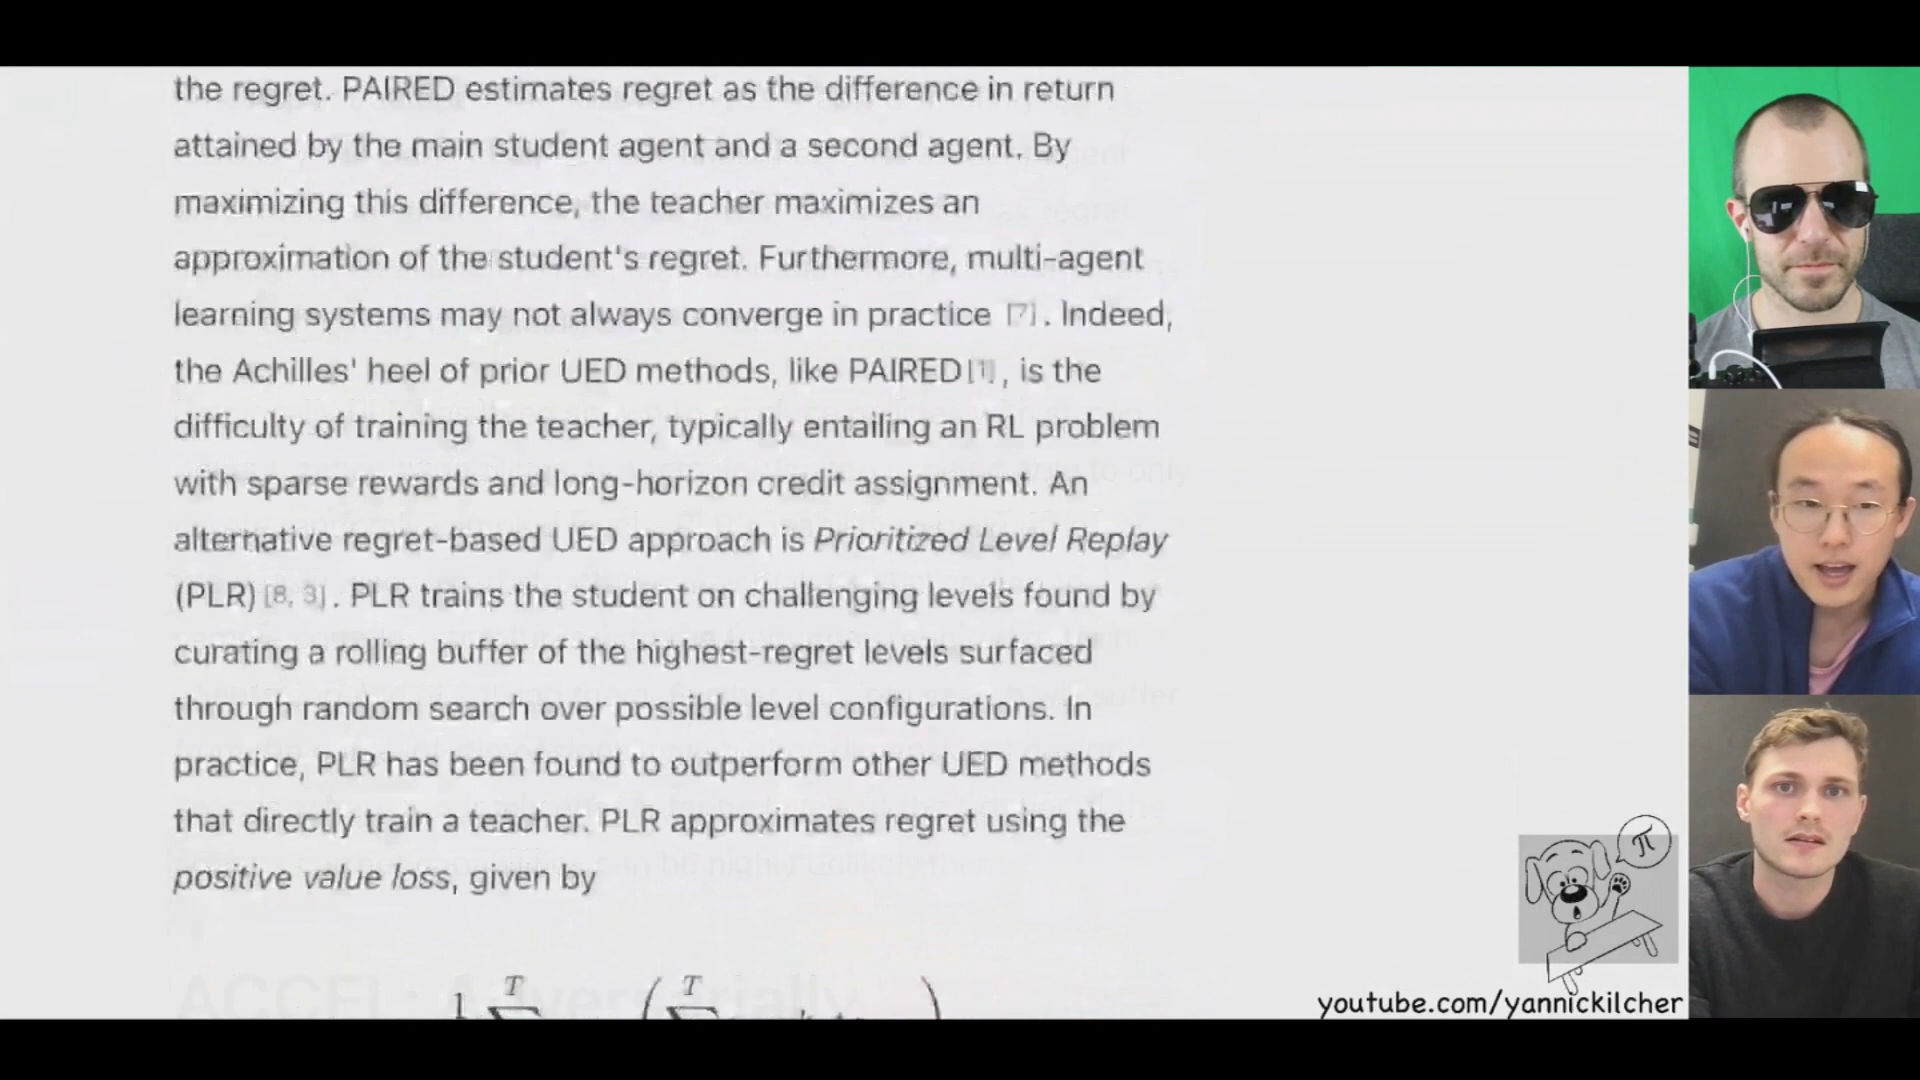 the regret. PAIRED estimates regret as the difference in return
attained by the main student agent and a second agent. By
maximizing this difference, the teacher maximizes an
approximation of the student's regret. Furthermore, multi-agent
learning systems may not always converge in practice [7]. Indeed,
the Achilles' heel of prior UED methods, like PAIRED[1], is the
difficulty of training the teacher, typically entailing an RL problem
with sparse rewards and long-horizon credit assignment. An
alternative regret-based UED approach is Prioritized Level Replay
(PLR)[8, 3]. PLR trains the student on challenging levels found by
curating a rolling buffer of the highest-regret levels surfaced
through random search over possible level configurations. In
practice, PLR has been found to outperform other UED methods
that directly train a teacher. PLR approximates regret using the
positive value loss, given by
T T
π
youtube.com/yannickilcher